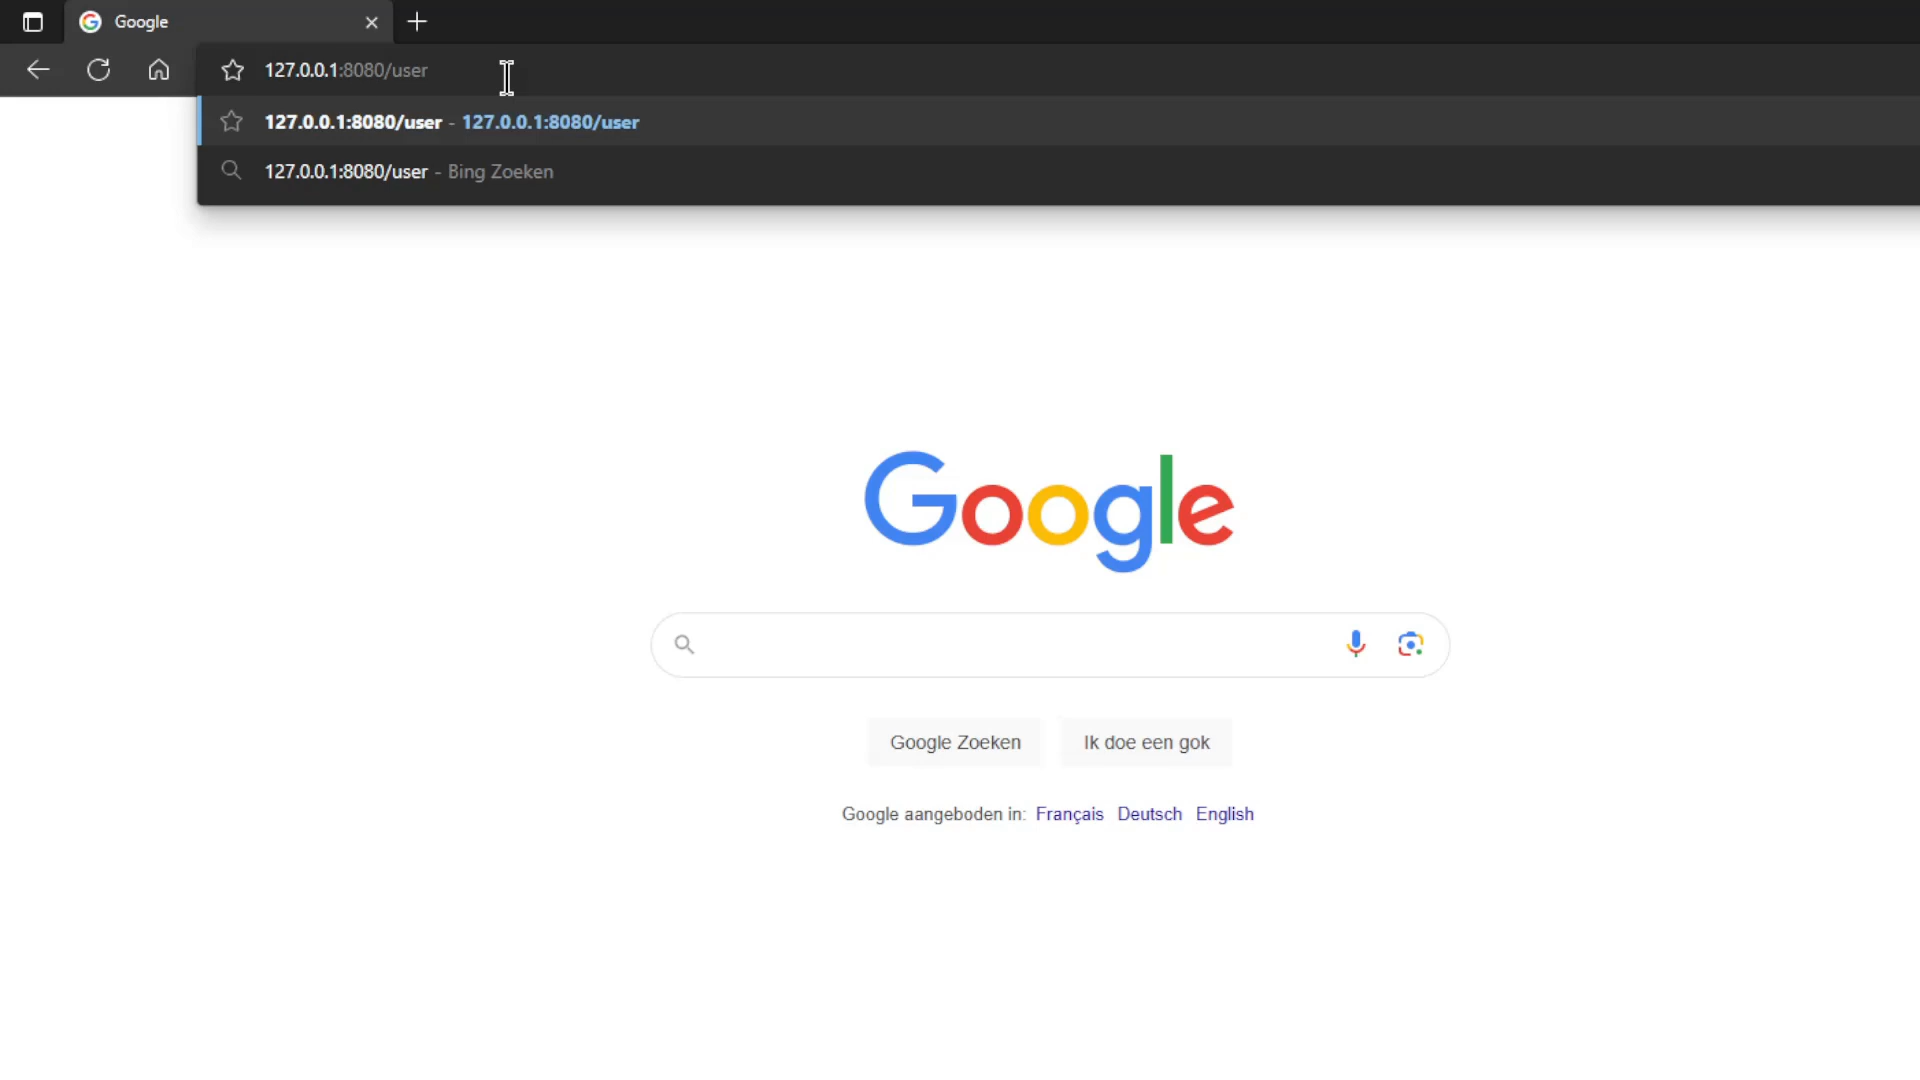 Google
127.0.0.1:8080/user
127.0.0.1:8080/user - 127.0.0.1:8080/user
127.0.0.1:8080/user - Bing Zoeken
Google
Google Zoeken
Ik doe een gok
Google aangeboden in: Français Deutsch English